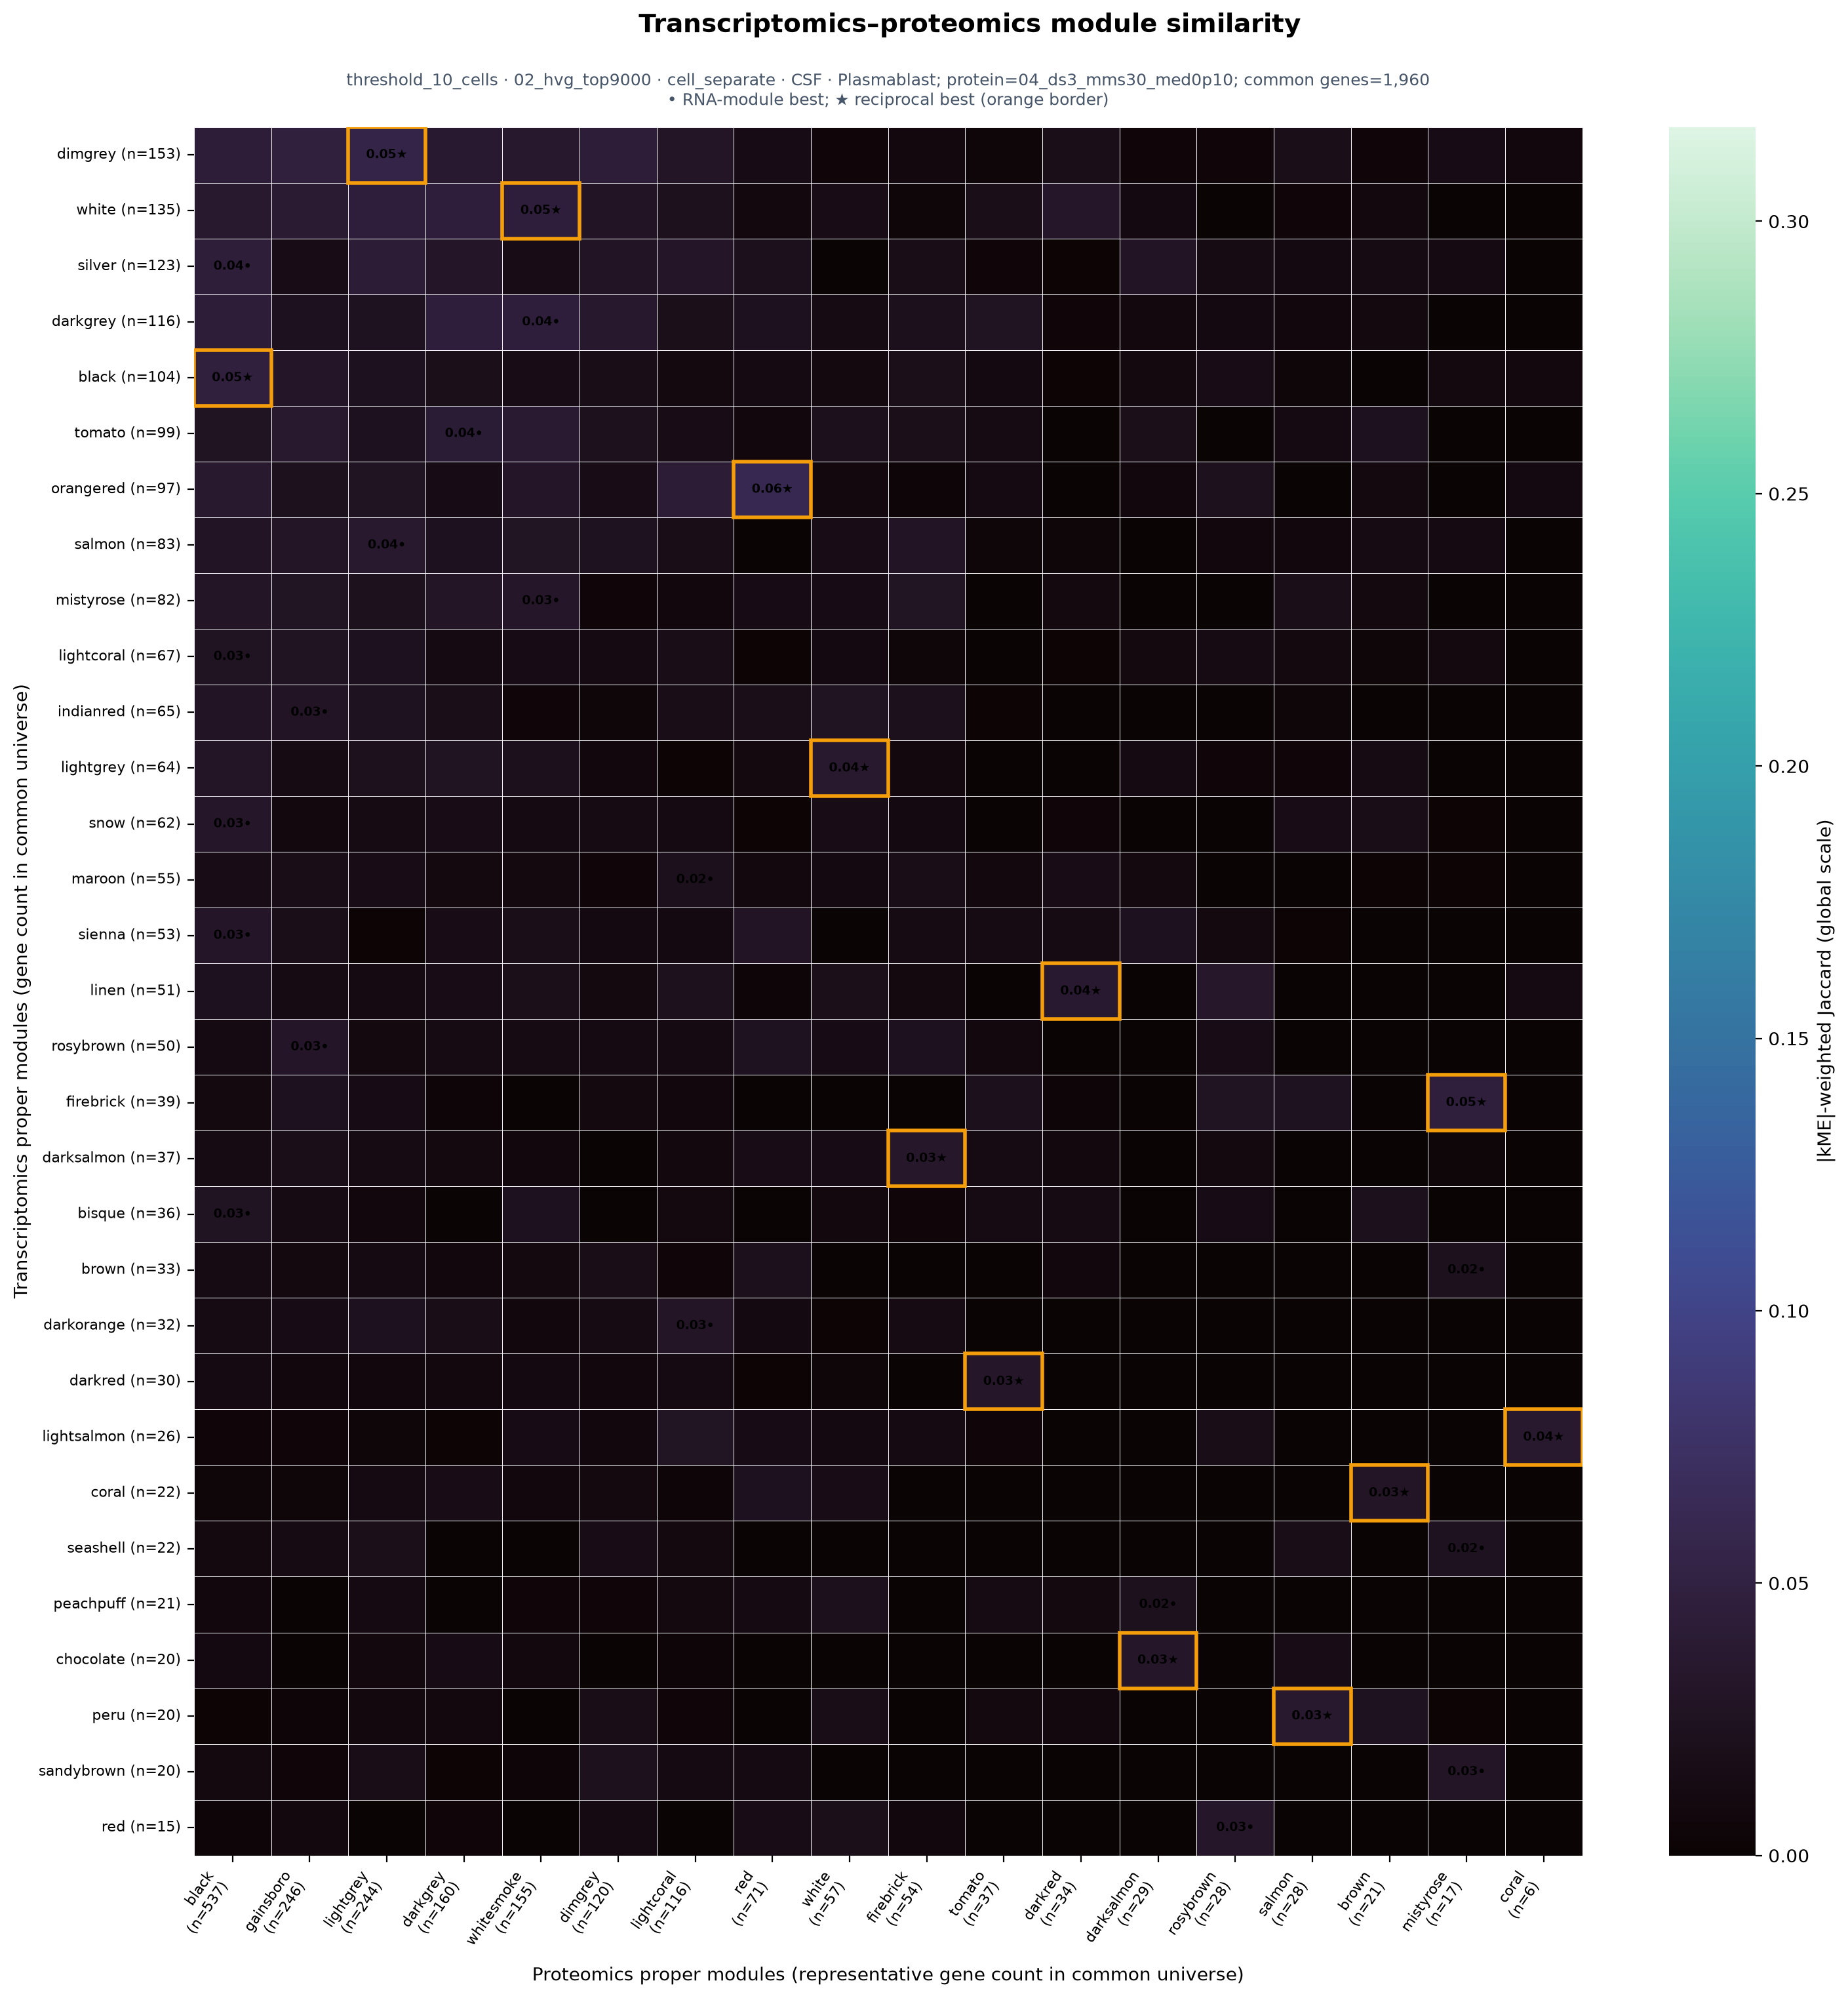 Transcriptomics–proteomics module similarity
threshold_10_cells · 02_hvg_top9000 · cell_separate · CSF · Plasmablast; protein=04_ds3_mms30_med0p10; common genes=1,960
• RNA-module best; ★ reciprocal best (orange border)
Transcriptomics proper modules (gene count in common universe)
dimgrey (n=153)
0.05★
white (n=135)
0.05★
silver (n=123)
0.04•
darkgrey (n=116)
0.04•
black (n=104)
0.05★
tomato (n=99)
0.04•
orangered (n=97)
0.06★
salmon (n=83)
0.04•
mistyrose (n=82)
0.03•
lightcoral (n=67)
0.03•
indianred (n=65)
0.03•
lightgrey (n=64)
0.04★
snow (n=62)
0.03•
maroon (n=55)
0.02•
sienna (n=53)
0.03•
linen (n=51)
0.04★
rosybrown (n=50)
0.03•
firebrick (n=39)
0.05★
darksalmon (n=37)
0.03★
bisque (n=36)
0.03•
brown (n=33)
0.02•
darkorange (n=32)
0.03•
darkred (n=30)
0.03★
lightsalmon (n=26)
0.04★
coral (n=22)
0.03★
seashell (n=22)
0.02•
peachpuff (n=21)
0.02•
chocolate (n=20)
0.03★
peru (n=20)
0.03★
sandybrown (n=20)
0.03•
red (n=15)
0.03•
black
(n=537)
gainsboro
(n=246)
lightgrey
(n=244)
darkgrey
(n=160)
whitesmoke
(n=155)
dimgrey
(n=120)
lightcoral
(n=116)
red
(n=71)
white
(n=57)
firebrick
(n=54)
tomato
(n=37)
darkred
(n=34)
darksalmon
(n=29)
rosybrown
(n=28)
salmon
(n=28)
brown
(n=21)
mistyrose
(n=17)
coral
(n=6)
Proteomics proper modules (representative gene count in common universe)
0.30
0.25
0.20
0.15
0.10
0.05
0.00
|kME|-weighted Jaccard (global scale)